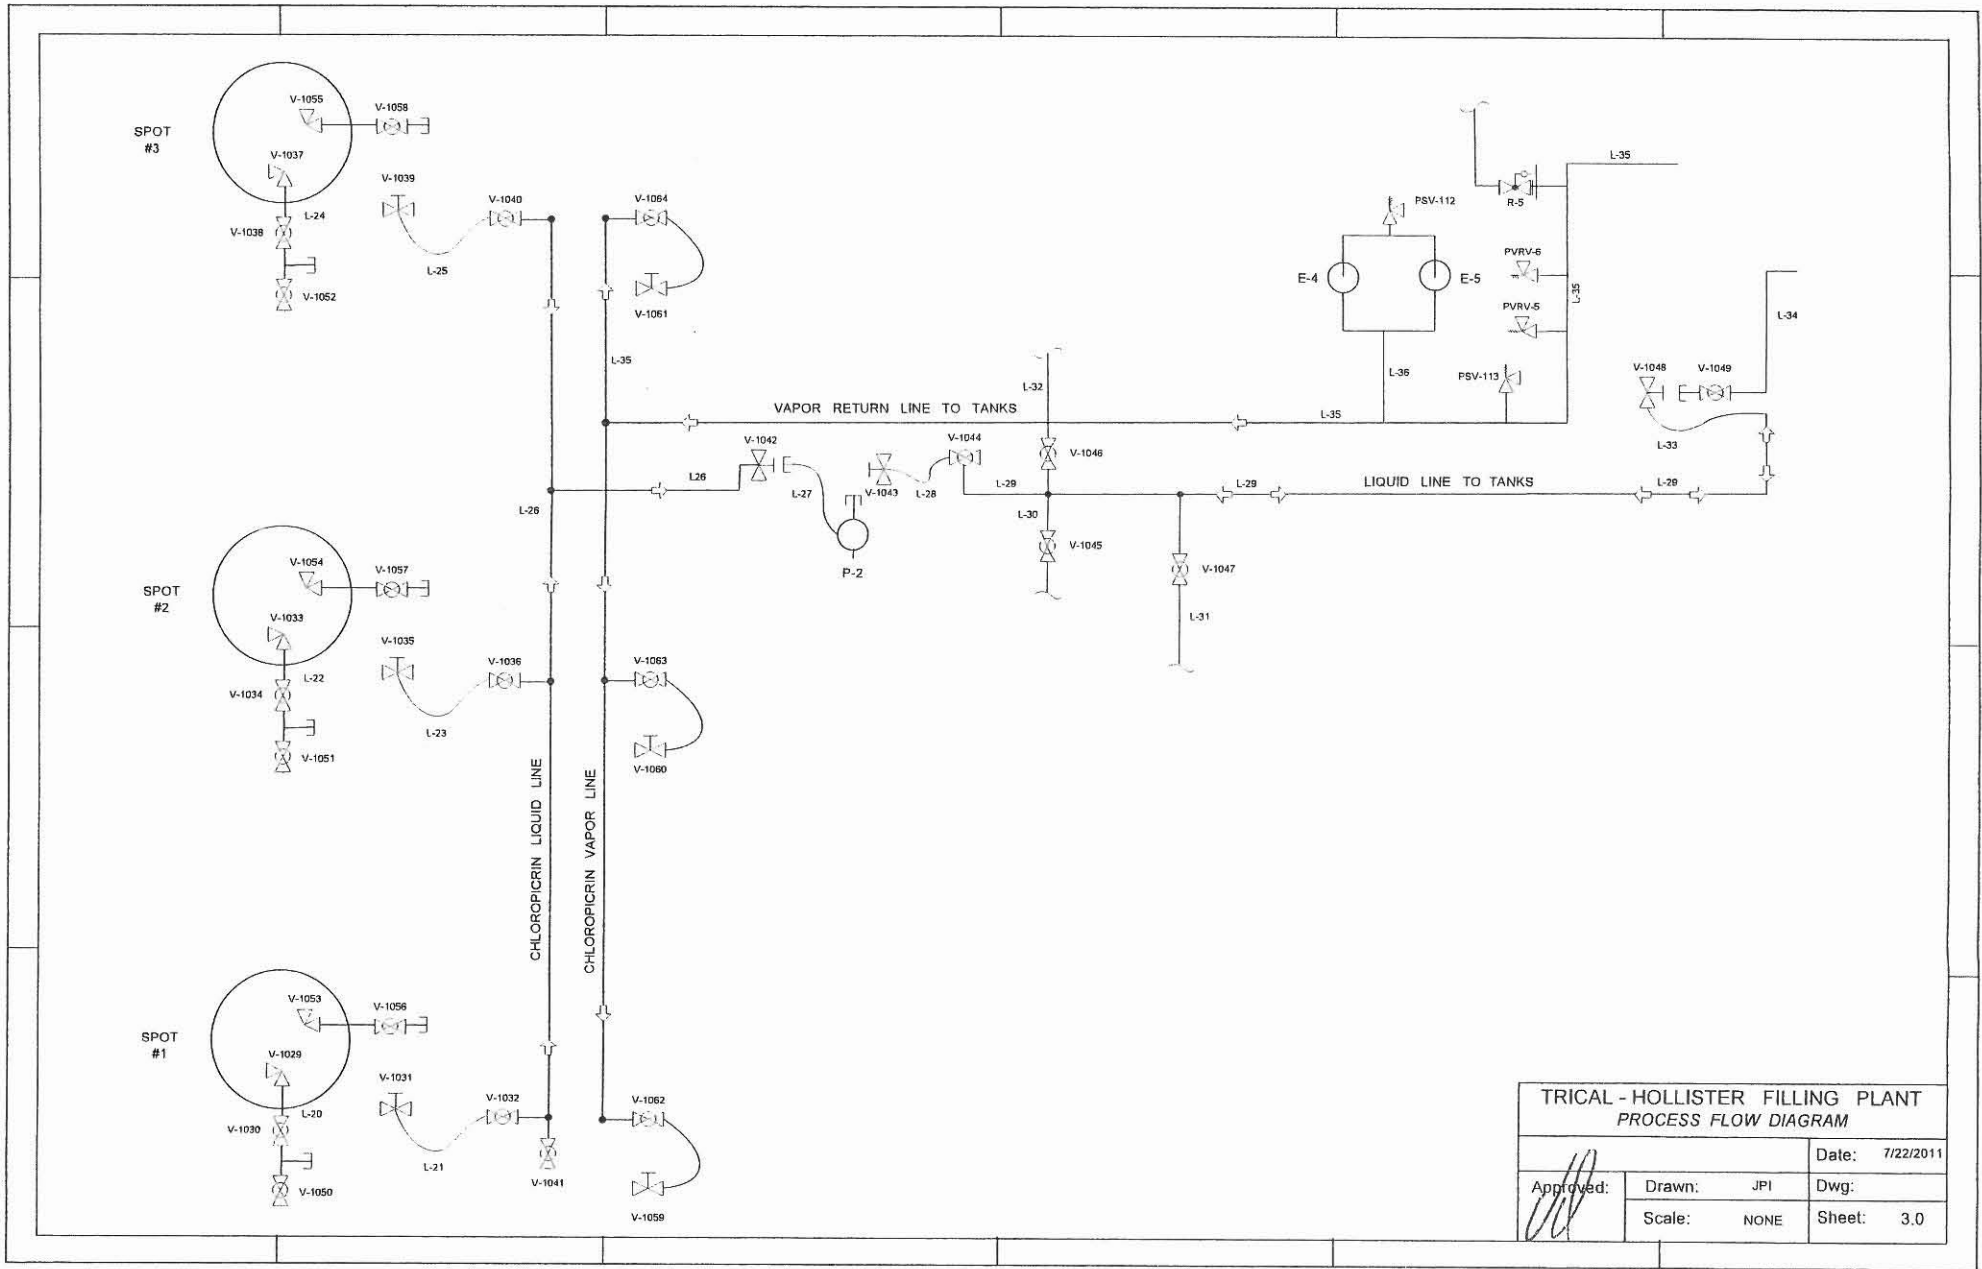 SPOT
#3
V-1055
V-1058
V-1037
L-24
V-1038
V-1052
V-1039
V-1040
L-25
V-1064
V-1061
L-35
PSV-112
E-4
E-5
L-36
R-5
L-35
PVRV-6
PVRV-5
L-35
PSV-113
L-34
V-1048
V-1049
L-33
L-32
VAPOR RETURN LINE TO TANKS
L-35
V-1042
L26
L-27
P-2
V-1043
L-28
V-1044
L-29
V-1046
L-30
V-1045
L-29
LIQUID LINE TO TANKS
L-29
V-1047
L-31
L-26
SPOT
#2
V-1054
V-1057
V-1033
L-22
V-1034
V-1051
V-1035
V-1036
L-23
V-1063
V-1060
CHLOROPICRIN LIQUID LINE
CHLOROPICRIN VAPOR LINE
SPOT
#1
V-1053
V-1056
V-1029
L-20
V-1030
V-1050
V-1031
V-1032
L-21
V-1041
V-1062
V-1059
TRICAL - HOLLISTER FILLING PLANT
PROCESS FLOW DIAGRAM
Date: 7/22/2011
Approved:
Drawn: JPI
Dwg:
Scale: NONE
Sheet: 3.0